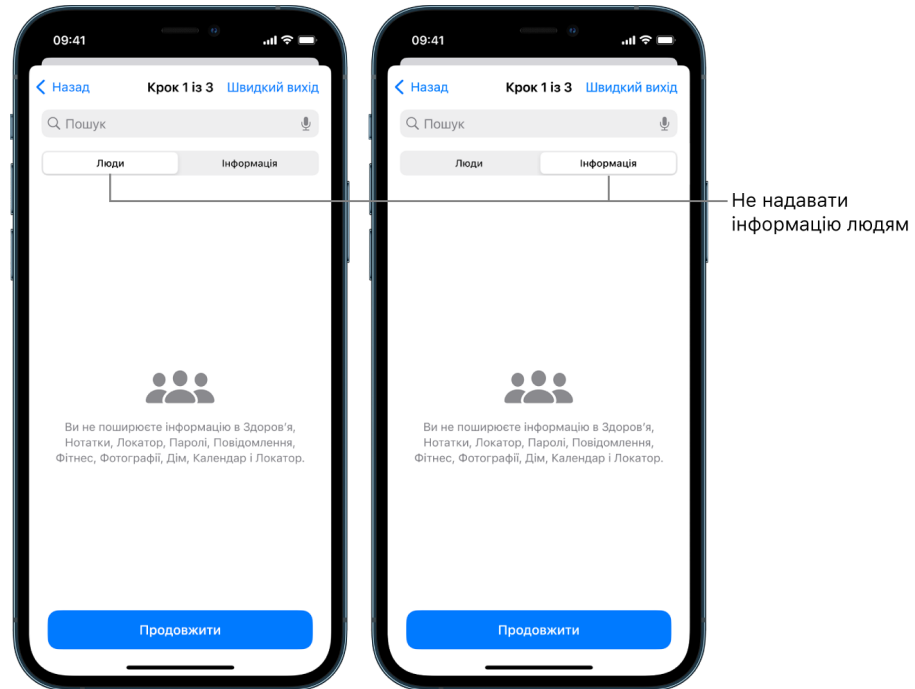 09:41
Назад
Крок 1 із 3
Швидкий вихід
Пошук
Люди
Інформація
Ви не поширюєте інформацію в Здоров’я,
Нотатки, Локатор, Паролі, Повідомлення,
Фітнес, Фотографії, Дім, Календар і Локатор.
Продовжити
09:41
Назад
Крок 1 із 3
Швидкий вихід
Пошук
Люди
Інформація
Ви не поширюєте інформацію в Здоров’я,
Нотатки, Локатор, Паролі, Повідомлення,
Фітнес, Фотографії, Дім, Календар і Локатор.
Продовжити
Не надавати
інформацію людям